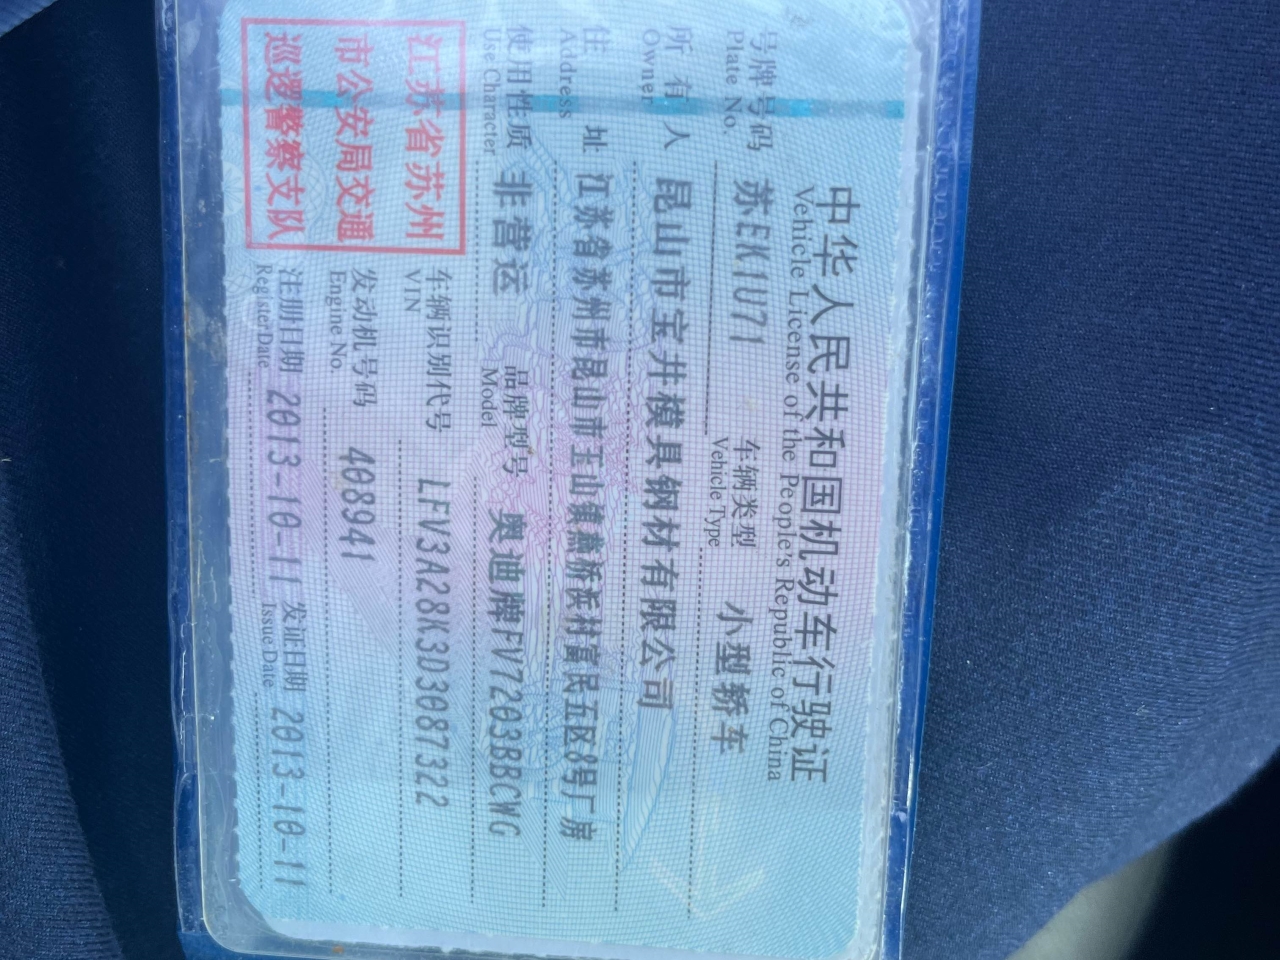 中华人民共和国机动车行驶证
Vehicle License of the People's Republic of China
号牌号码 苏EK1U71 车辆类型 小型轿车
Plate No. Vehicle Type
所有人 昆山市宝井模具钢材有限公司
Owner
住址 江苏省苏州市昆山市玉山镇燕桥浜村富民五区8号厂房
Address
使用性质 非营运 品牌型号 奥迪牌FV7203BBCWG
Use Character Model
江苏省苏州
市公安局交通
巡逻警察支队
车辆识别代号 LFV3A28K3D3087322
VIN
发动机号码 408941
Engine No.
注册日期 2013-10-11 发证日期 2013-10-11
Register Date Issue Date